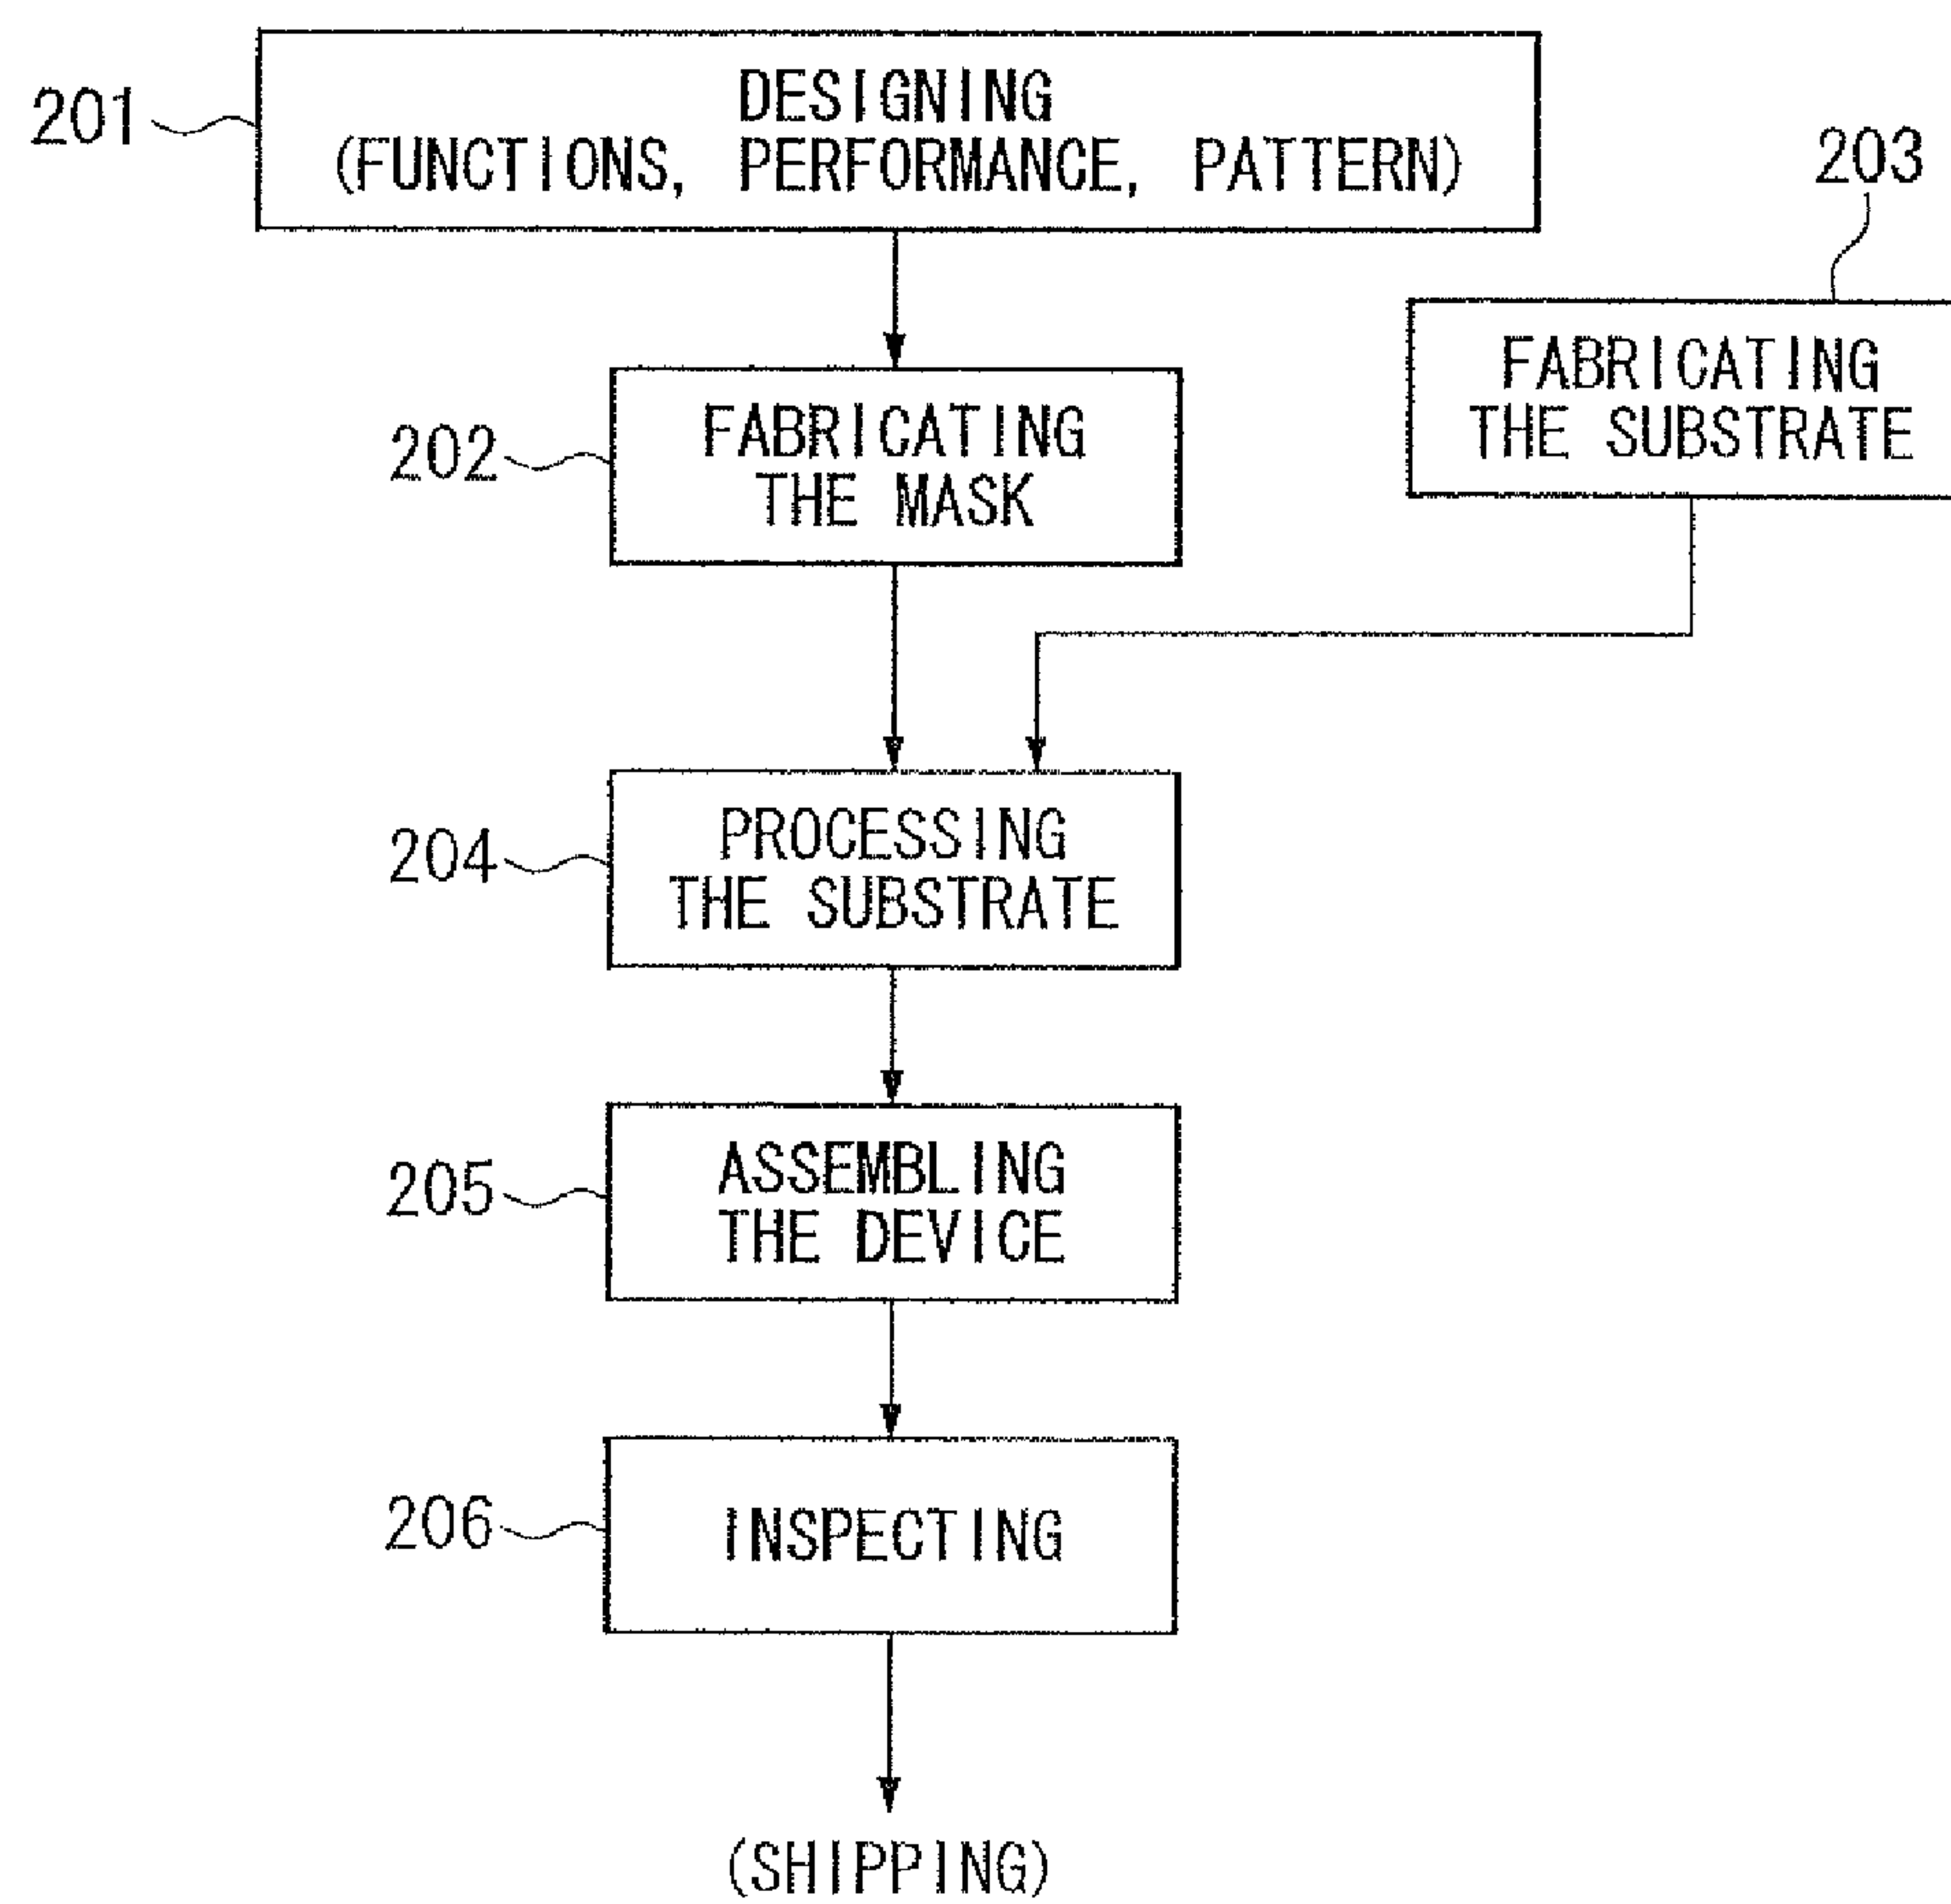 201
DESIGNING
(FUNCTIONS, PERFORMANCE, PATTERN)
203
FABRICATING
THE SUBSTRATE
202
FABRICATING
THE MASK
204
PROCESSING
THE SUBSTRATE
205
ASSEMBLING
THE DEVICE
206
INSPECTING
(SHIPPING)